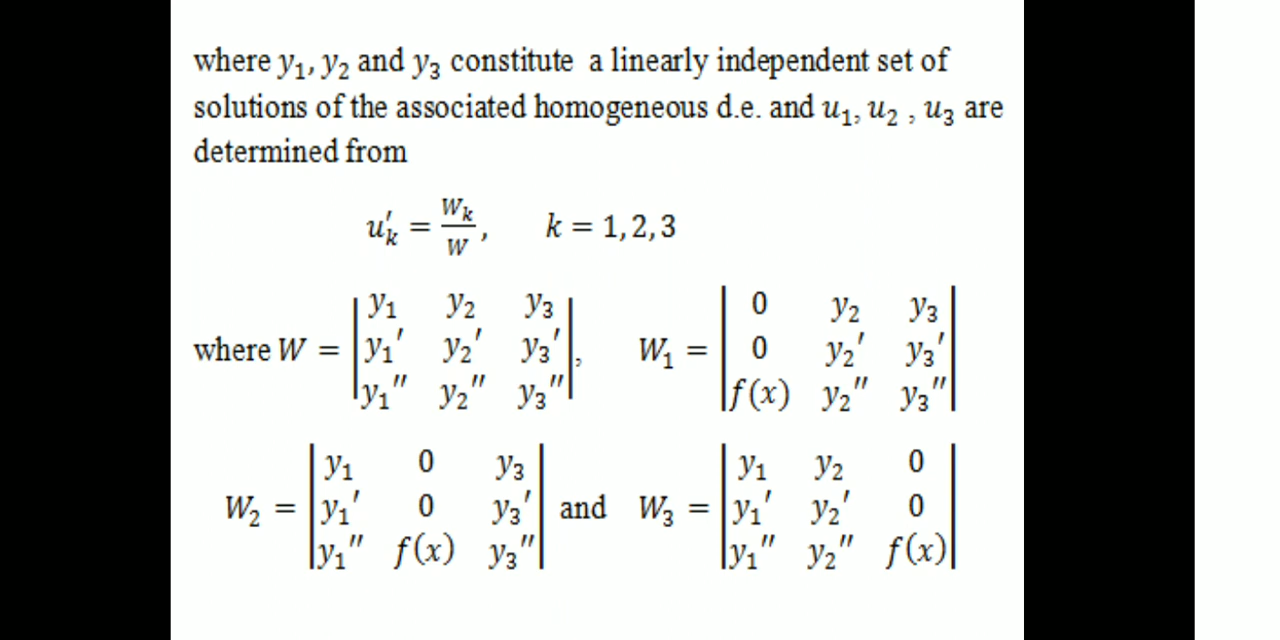 where y₁, y₂ and y₃ constitute a linearly independent set of
solutions of the associated homogeneous d.e. and u₁, u₂ , u₃ are
determined from
u′ₖ = Wₖ/W, k = 1, 2, 3
where W = |y₁ y₂ y₃; y₁′ y₂′ y₃′; y₁″ y₂″ y₃″|, W₁ = |0 y₂ y₃; 0 y₂′ y₃′; f(x) y₂″ y₃″|
W₂ = |y₁ 0 y₃; y₁′ 0 y₃′; y₁″ f(x) y₃″| and W₃ = |y₁ y₂ 0; y₁′ y₂′ 0; y₁″ y₂″ f(x)|